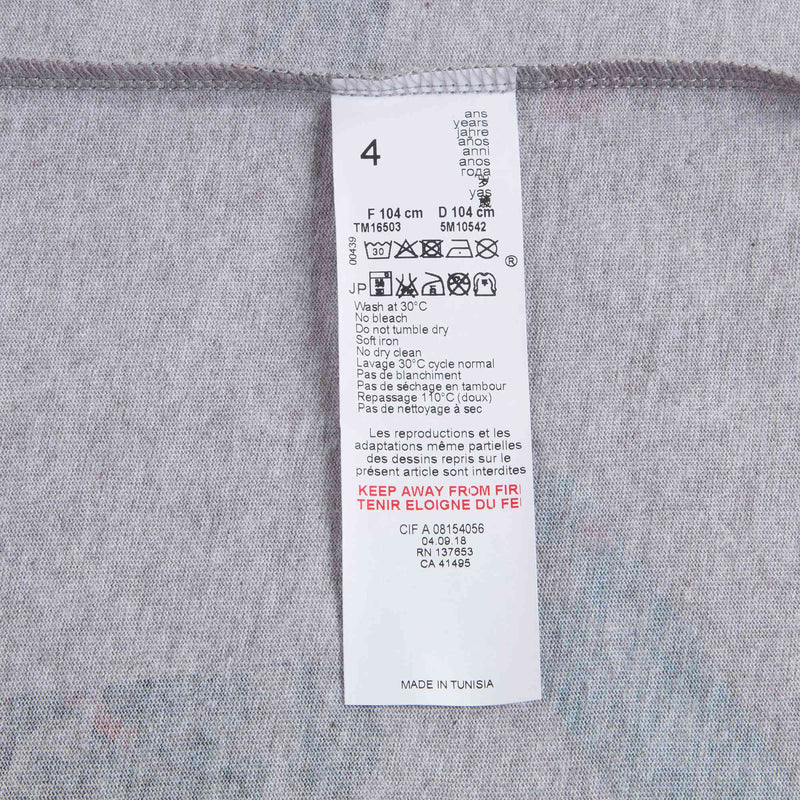 ans
years
jahre
años
anni
anos
года
岁
yaş
4
F 104 cm D 104 cm
TM16503 5M10542
00439
30
®
JP
Wash at 30°C
No bleach
Do not tumble dry
Soft iron
No dry clean
Lavage 30°C cycle normal
Pas de blanchiment
Pas de séchage en tambour
Repassage 110°C (doux)
Pas de nettoyage à sec
Les reproductions et les
adaptations même partielles
des dessins repris sur le
présent article sont interdites
KEEP AWAY FROM FIR
TENIR ELOIGNE DU FE
CIF A 08154056
04.09.18
RN 137653
CA 41495
MADE IN TUNISIA